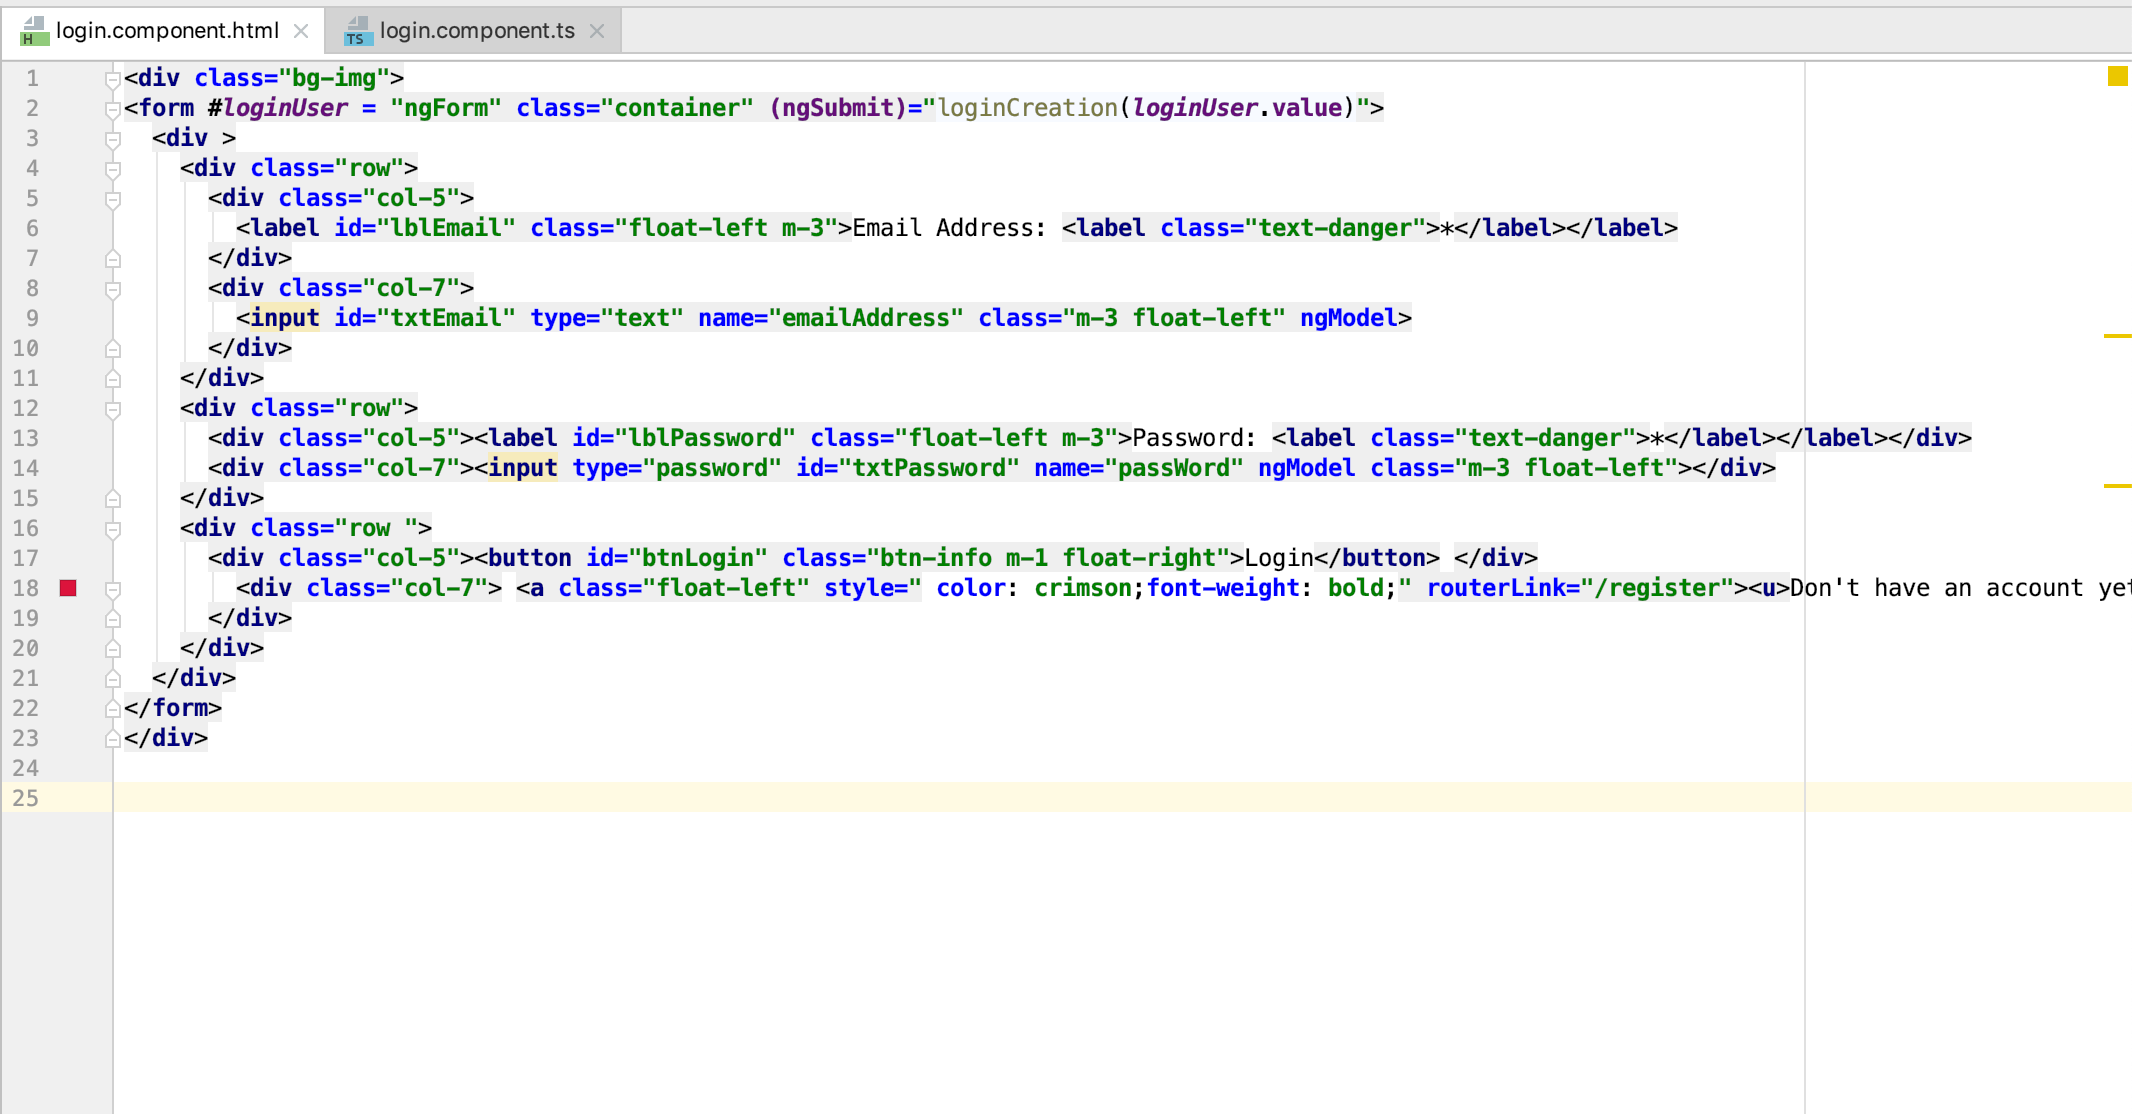 login.component.html login.component.ts
1 <div class="bg-img">
2 <form #loginUser = "ngForm" class="container" (ngSubmit)="loginCreation(loginUser.value)">
3 <div >
4 <div class="row">
5 <div class="col-5">
6 <label id="lblEmail" class="float-left m-3">Email Address: <label class="text-danger">*</label></label>
7 </div>
8 <div class="col-7">
9 <input id="txtEmail" type="text" name="emailAddress" class="m-3 float-left" ngModel>
10 </div>
11 </div>
12 <div class="row">
13 <div class="col-5"><label id="lblPassword" class="float-left m-3">Password: <label class="text-danger">*</label></label></div>
14 <div class="col-7"><input type="password" id="txtPassword" name="passWord" ngModel class="m-3 float-left"></div>
15 </div>
16 <div class="row ">
17 <div class="col-5"><button id="btnLogin" class="btn-info m-1 float-right">Login</button> </div>
18 <div class="col-7"> <a class="float-left" style=" color: crimson;font-weight: bold;" routerLink="/register"><u>Don't have an account yet
19 </div>
20 </div>
21 </div>
22 </form>
23 </div>
24
25